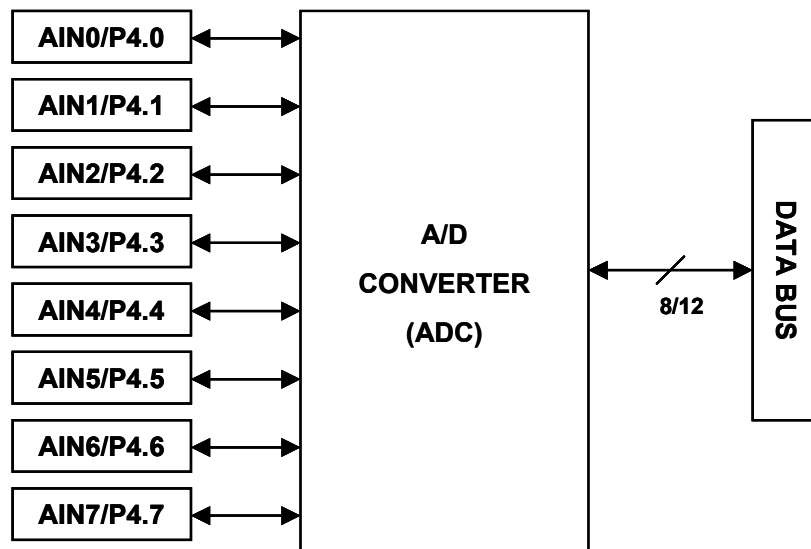 AIN0/P4.0
AIN1/P4.1
AIN2/P4.2
AIN3/P4.3
AIN4/P4.4
AIN5/P4.5
AIN6/P4.6
AIN7/P4.7
A/D
CONVERTER
(ADC)
8/12
DATA BUS